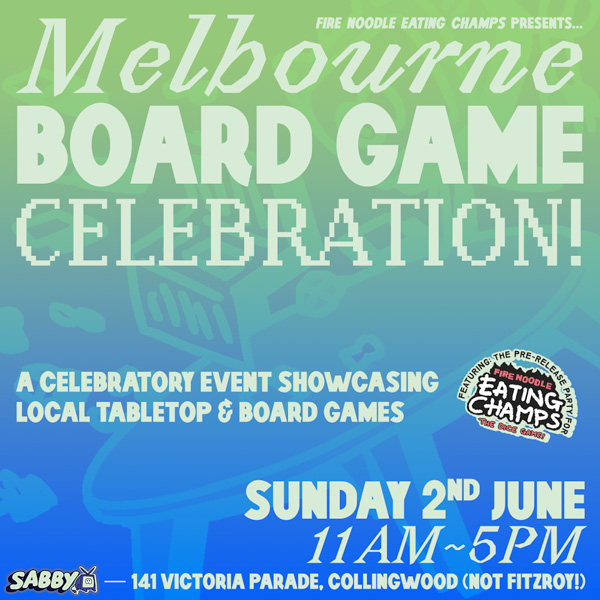 FIRE NOODLE EATING CHAMPS PRESENTS...
Melbourne
BOARD GAME
CELEBRATION!
A CELEBRATORY EVENT SHOWCASING
LOCAL TABLETOP & BOARD GAMES
FEATURING THE PRE-RELEASE PARTY FOR
FIRE NOODLE
EATING
CHAMPS
THE DICE GAME!
SUNDAY 2ND JUNE
11AM~5PM
SABBY
— 141 VICTORIA PARADE, COLLINGWOOD (NOT FITZROY!)